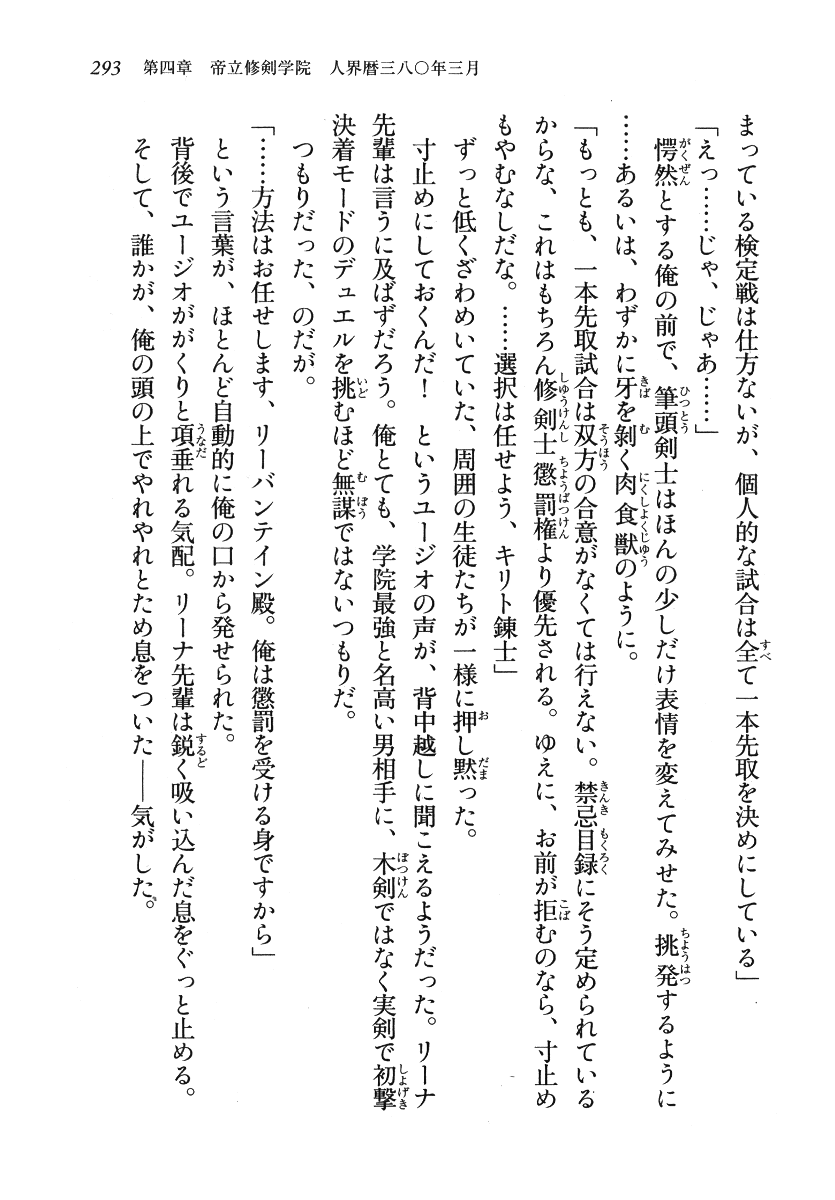 293　第四章　帝立修剣学院　人界暦三八〇年三月
まっている検定戦は仕方ないが、個人的な試合は全て一本先取を決めにしている」
「えっ……じゃ、じゃあ……」
愕然とする俺の前で、筆頭剣士はほんの少しだけ表情を変えてみせた。挑発するように
……あるいは、わずかに牙を剝く肉食獣のように。
「もっとも、一本先取試合は双方の合意がなくては行えない。禁忌目録にそう定められている
からな、これはもちろん修剣士懲罰権より優先される。ゆえに、お前が拒むのなら、寸止め
もやむなしだな。……選択は任せよう、キリト錬士」
ずっと低くざわめいていた、周囲の生徒たちが一様に押し黙った。
寸止めにしておくんだ！　というユージオの声が、背中越しに聞こえるようだった。リーナ
先輩は言うに及ばずだろう。俺とても、学院最強と名高い男相手に、木剣ではなく実剣で初撃
決着モードのデュエルを挑むほど無謀ではないつもりだ。
つもりだった、のだが。
「……方法はお任せします、リーバンテイン殿。俺は懲罰を受ける身ですから」
という言葉が、ほとんど自動的に俺の口から発せられた。
背後でユージオががくりと項垂れる気配。リーナ先輩は鋭く吸い込んだ息をぐっと止める。
そして、誰かが、俺の頭の上でやれやれとため息をついた――気がした。